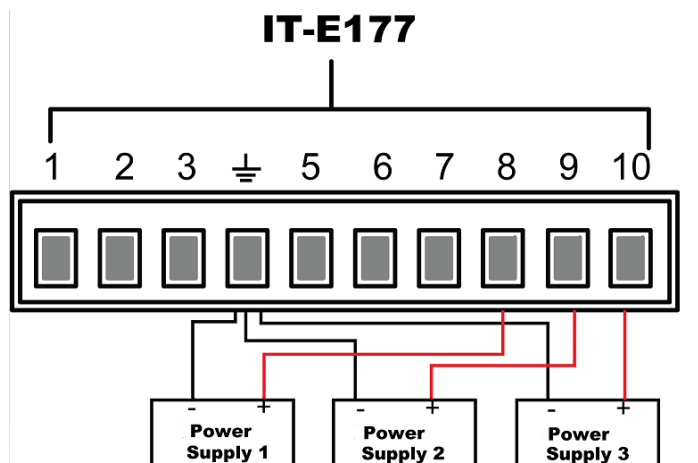 IT-E177
1 2 3 5 6 7 8 9 10
- + - + - +
Power
Supply 1
Power
Supply 2
Power
Supply 3